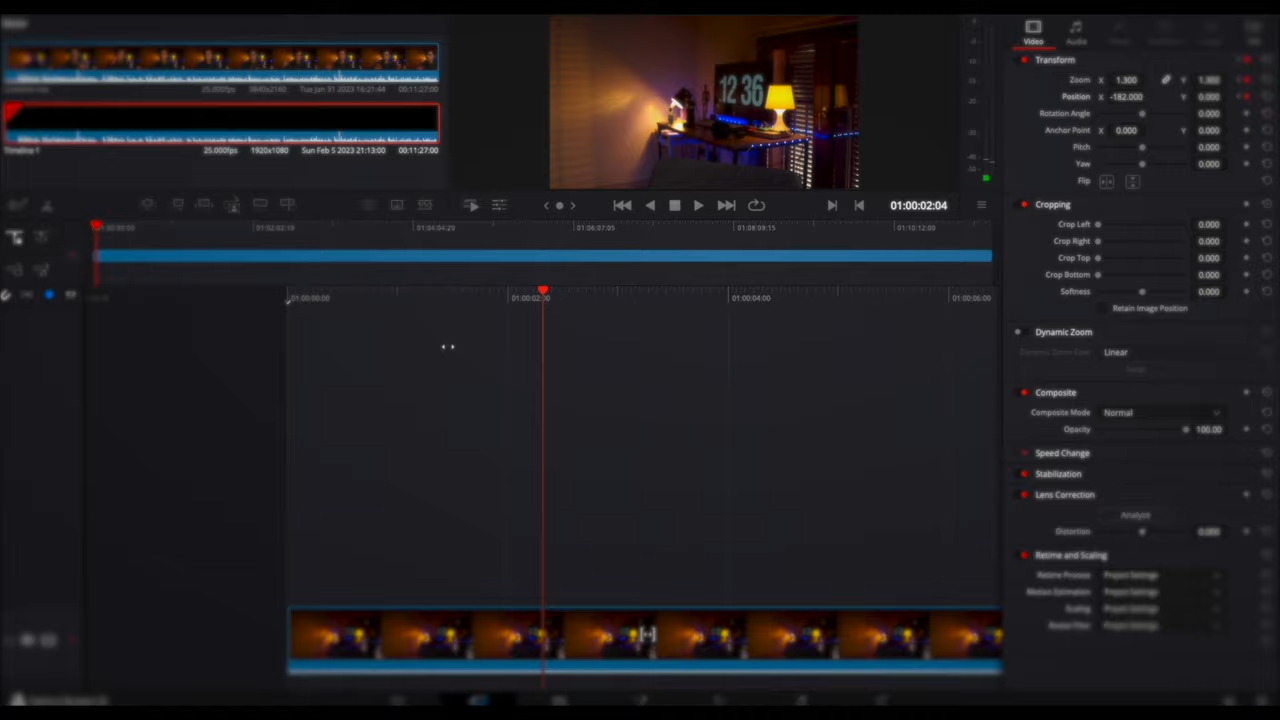 12 36
25.000fps 3840x2160 Tue Jan 31 2023 16:21:44 00:11:27:00
Timeline 1 25.000fps 1920x1080 Sun Feb 5 2023 21:13:00 00:11:27:00
01:00:02:04
01:00:00:00 01:02:02:10 01:04:04:20 01:06:07:05 01:08:09:15 01:10:12:00
01:00:00:00 01:00:02:00 01:00:04:00 01:00:06:00
Video Audio
Transform
Zoom X 1.300 Y 1.300
Position X -182.000 Y 0.000
Rotation Angle 0.000
Anchor Point X 0.000 Y 0.000
Pitch 0.000
Yaw 0.000
Flip
Cropping
Crop Left 0.000
Crop Right 0.000
Crop Top 0.000
Crop Bottom 0.000
Softness 0.000
Retain Image Position
Dynamic Zoom
Dynamic Zoom Ease Linear
Swap
Composite
Composite Mode Normal
Opacity 100.00
Speed Change
Stabilization
Lens Correction
Analyze
Distortion 0.000
Retime and Scaling
Retime Process Project Settings
Motion Estimation Project Settings
Scaling Project Settings
Resize Filter Project Settings